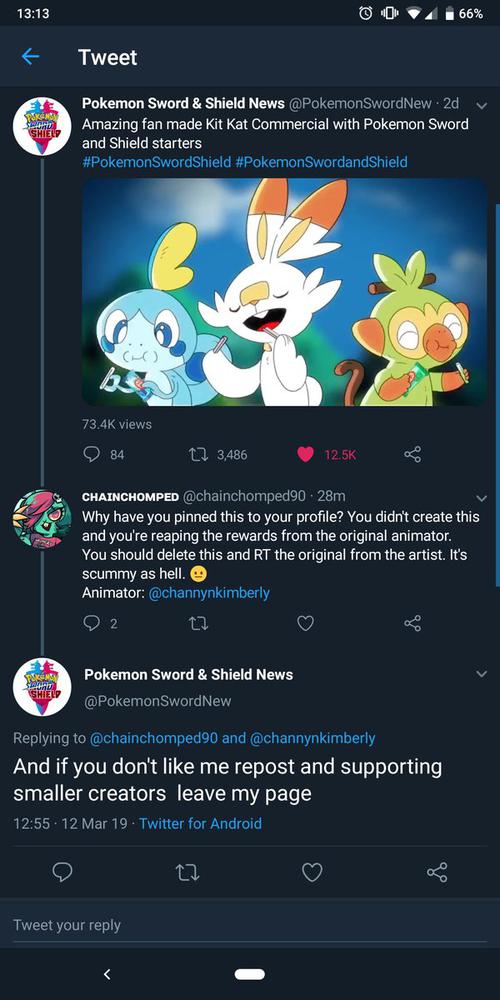 13:13
66%
Tweet
Pokemon Sword & Shield News @PokemonSwordNew · 2d
Amazing fan made Kit Kat Commercial with Pokemon Sword
and Shield starters
#PokemonSwordShield #PokemonSwordandShield
73.4K views
84
3,486
12.5K
CHAINCHOMPED @chainchomped90 · 28m
Why have you pinned this to your profile? You didn't create this
and you're reaping the rewards from the original animator.
You should delete this and RT the original from the artist. It's
scummy as hell. 😐
Animator: @channynkimberly
2
POKEMON
SWORD
SHIELD
Pokemon Sword & Shield News
@PokemonSwordNew
Replying to @chainchomped90 and @channynkimberly
And if you don't like me repost and supporting
smaller creators  leave my page
12:55 · 12 Mar 19 · Twitter for Android
Tweet your reply